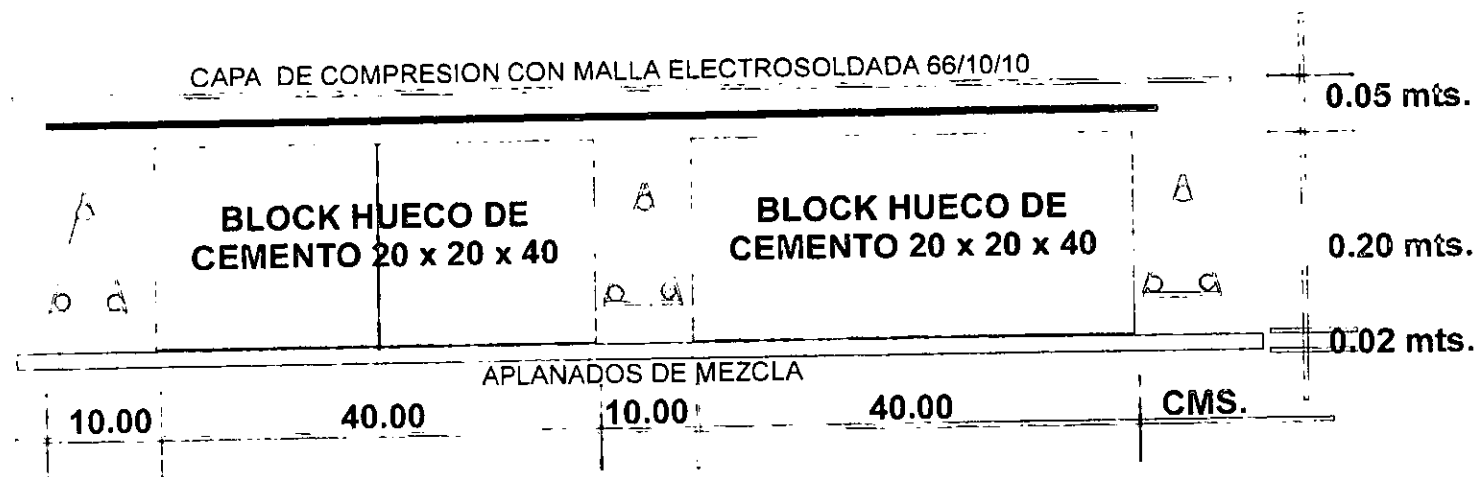 CAPA DE COMPRESION CON MALLA ELECTROSOLDADA 66/10/10
0.05 mts.
BLOCK HUECO DE
CEMENTO 20 x 20 x 40
BLOCK HUECO DE
CEMENTO 20 x 20 x 40
0.20 mts.
0.02 mts.
APLANADOS DE MEZCLA
10.00
40.00
10.00
40.00
CMS.